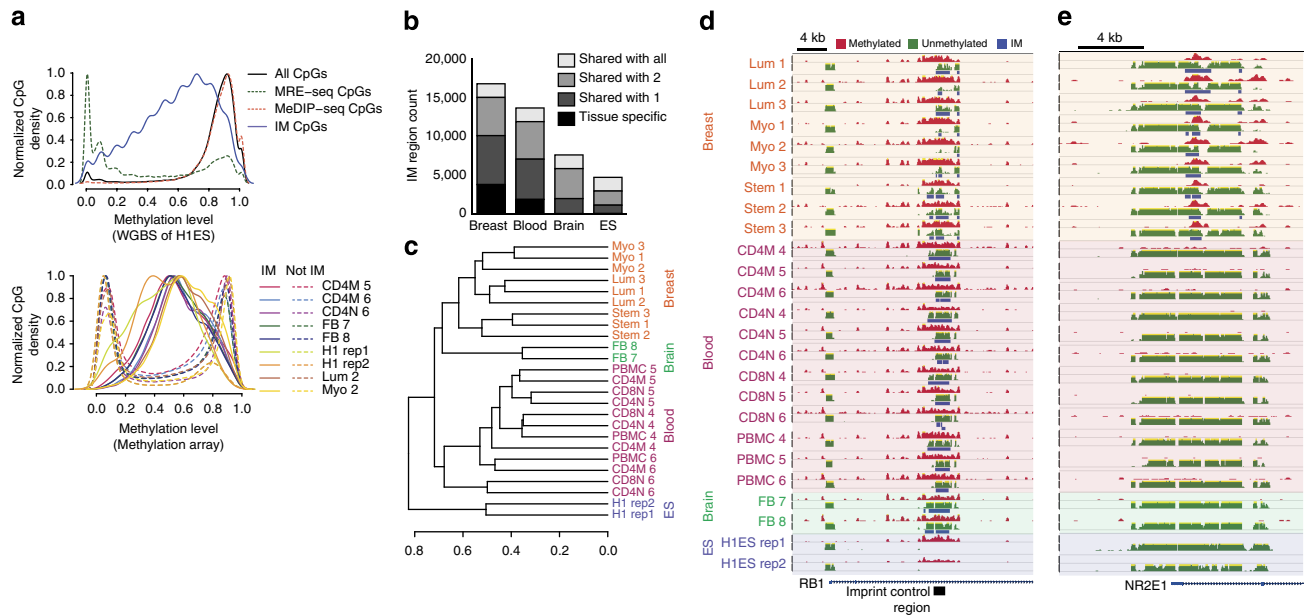 a
Normalized CpG
density
1.0
0.8
0.6
0.4
0.2
0.0
0.0 0.2 0.4 0.6 0.8 1.0
Methylation level
(WGBS of H1ES)
All CpGs
MRE−seq CpGs
MeDIP−seq CpGs
IM CpGs
Normalized CpG
density
1.0
0.8
0.6
0.4
0.2
0.0
0.0 0.2 0.4 0.6 0.8 1.0
Methylation level
(Methylation array)
IM Not IM
CD4M 5
CD4M 6
CD4N 6
FB 7
FB 8
H1 rep1
H1 rep2
Lum 2
Myo 2
b
IM region count
20,000
15,000
10,000
5,000
0
Breast Blood Brain ES
Shared with all
Shared with 2
Shared with 1
Tissue specific
c
Myo 3
Myo 1
Myo 2
Lum 3
Lum 1
Lum 2
Stem 3
Stem 1
Stem 2
FB 8
FB 7
PBMC 5
CD4M 5
CD8N 5
CD4N 5
CD8N 4
CD4N 4
PBMC 4
CD4M 4
PBMC 6
CD4M 6
CD8N 6
CD4N 6
H1 rep2
H1 rep1
Breast
Brain
Blood
ES
0.8 0.6 0.4 0.2 0.0
d
4 kb
Methylated Unmethylated IM
Breast
Lum 1
Lum 2
Lum 3
Myo 1
Myo 2
Myo 3
Stem 1
Stem 2
Stem 3
Blood
CD4M 4
CD4M 5
CD4M 6
CD4N 4
CD4N 5
CD4N 6
CD8N 4
CD8N 5
CD8N 6
PBMC 4
PBMC 5
PBMC 6
Brain
FB 7
FB 8
ES
H1ES rep1
H1ES rep2
RB1
Imprint control
region
e
4 kb
NR2E1